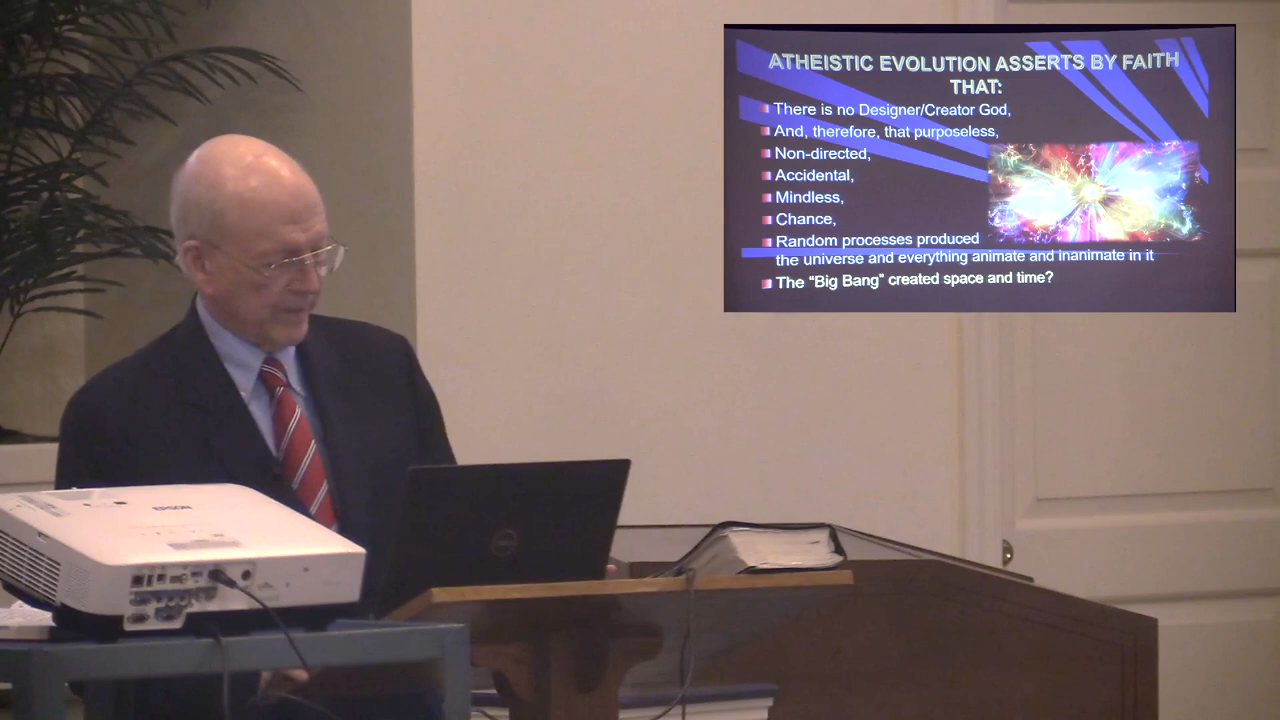 ATHEISTIC EVOLUTION ASSERTS BY FAITH
THAT:
There is no Designer/Creator God,
And, therefore, that purposeless,
Non-directed,
Accidental,
Mindless,
Chance,
Random processes produced
the universe and everything animate and inanimate in it
The “Big Bang” created space and time?
EPSON
DELL